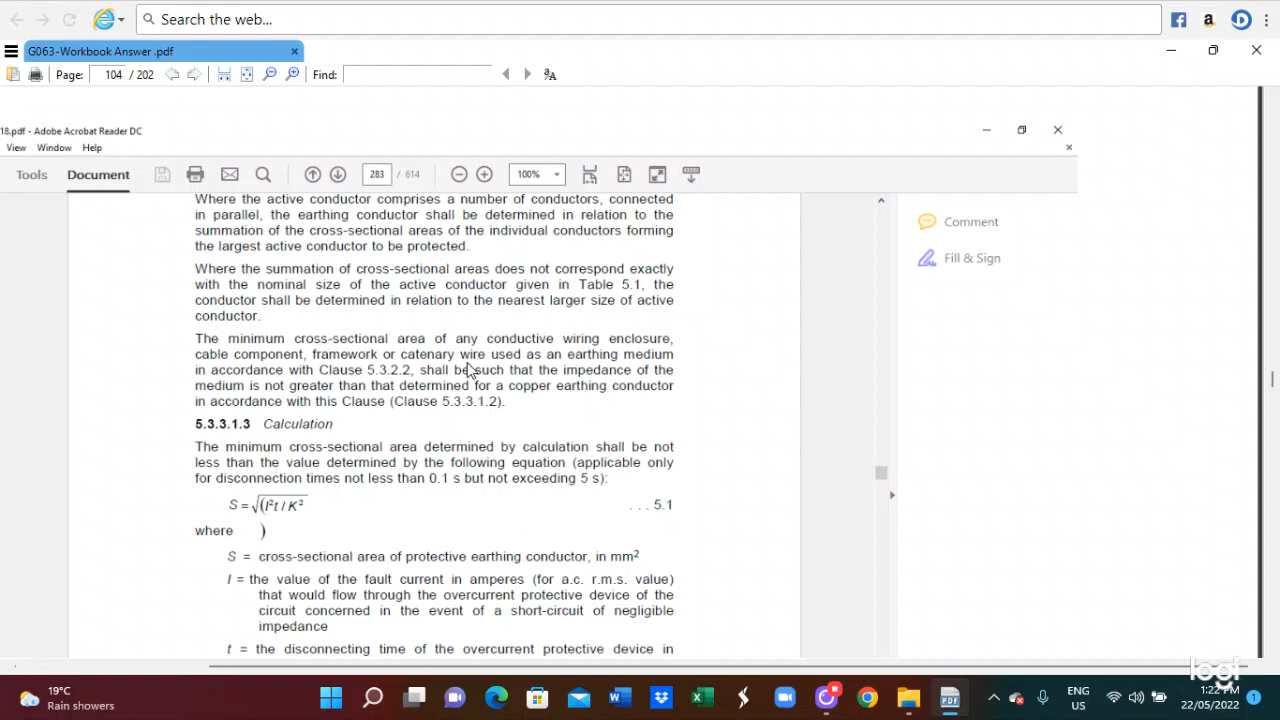 Search the web...
G063-Workbook Answer .pdf
Page: 104 / 202 Find:
18.pdf - Adobe Acrobat Reader DC
View Window Help
Tools Document 283 / 614 100%
Where the active conductor comprises a number of conductors, connected
in parallel, the earthing conductor shall be determined in relation to the
summation of the cross-sectional areas of the individual conductors forming
the largest active conductor to be protected.
Where the summation of cross-sectional areas does not correspond exactly
with the nominal size of the active conductor given in Table 5.1, the
conductor shall be determined in relation to the nearest larger size of active
conductor.
The minimum cross-sectional area of any conductive wiring enclosure,
cable component, framework or catenary wire used as an earthing medium
in accordance with Clause 5.3.2.2, shall be such that the impedance of the
medium is not greater than that determined for a copper earthing conductor
in accordance with this Clause (Clause 5.3.3.1.2).
5.3.3.1.3 Calculation
The minimum cross-sectional area determined by calculation shall be not
less than the value determined by the following equation (applicable only
for disconnection times not less than 0.1 s but not exceeding 5 s):
S = √(I²t / K² . . . 5.1
where )
S = cross-sectional area of protective earthing conductor, in mm²
I = the value of the fault current in amperes (for a.c. r.m.s. value)
that would flow through the overcurrent protective device of the
circuit concerned in the event of a short-circuit of negligible
impedance
t = the disconnecting time of the overcurrent protective device in
Comment
Fill & Sign
19°C
Rain showers
ENG
US
1:22 PM
22/05/2022